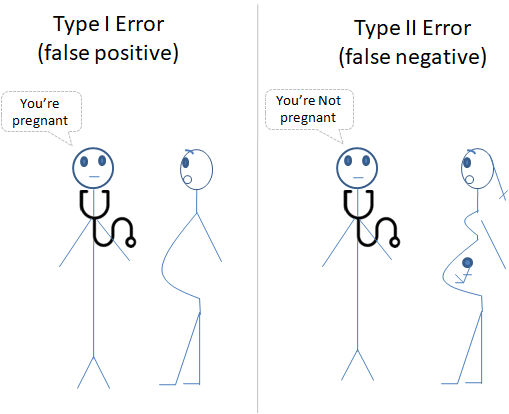 Type I Error
(false positive)
You're
pregnant
Type II Error
(false negative)
You're Not
pregnant